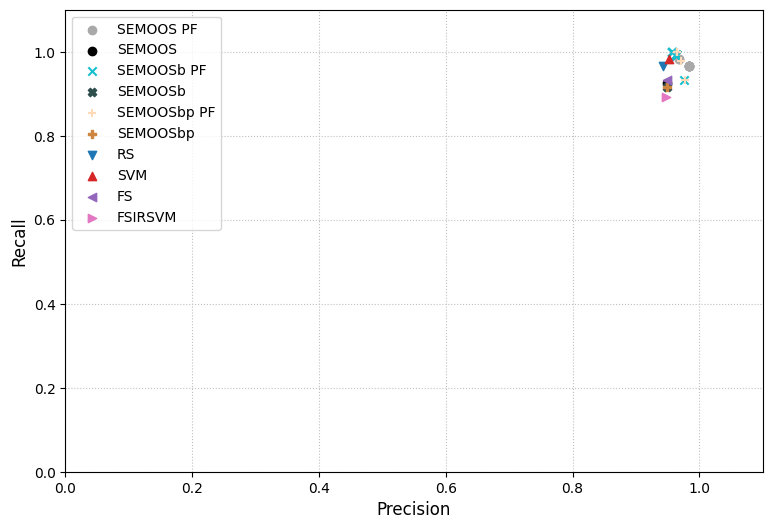 SEMOOS PF
SEMOOS
SEMOOSb PF
SEMOOSb
SEMOOSbp PF
SEMOOSbp
RS
SVM
FS
FSIRSVM
1.0
0.8
0.6
0.4
0.2
0.0
Recall
0.0 0.2 0.4 0.6 0.8 1.0
Precision